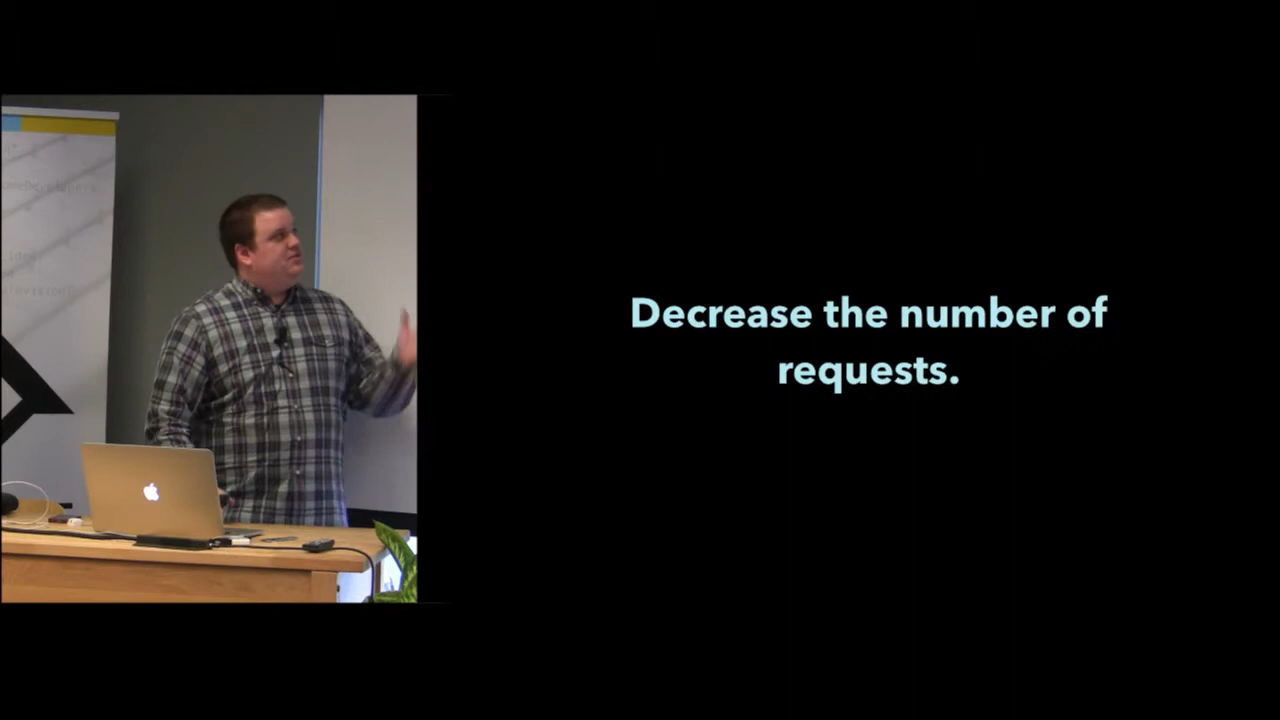 Decrease the number of
requests.